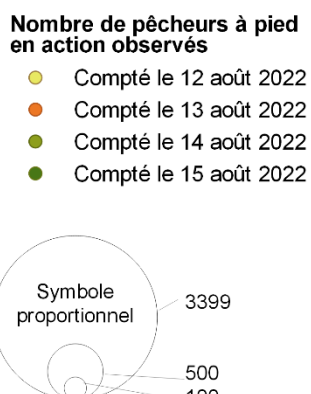 Nombre de pêcheurs à pied
en action observés
Compté le 12 août 2022
Compté le 13 août 2022
Compté le 14 août 2022
Compté le 15 août 2022
Symbole
proportionnel
3399
500